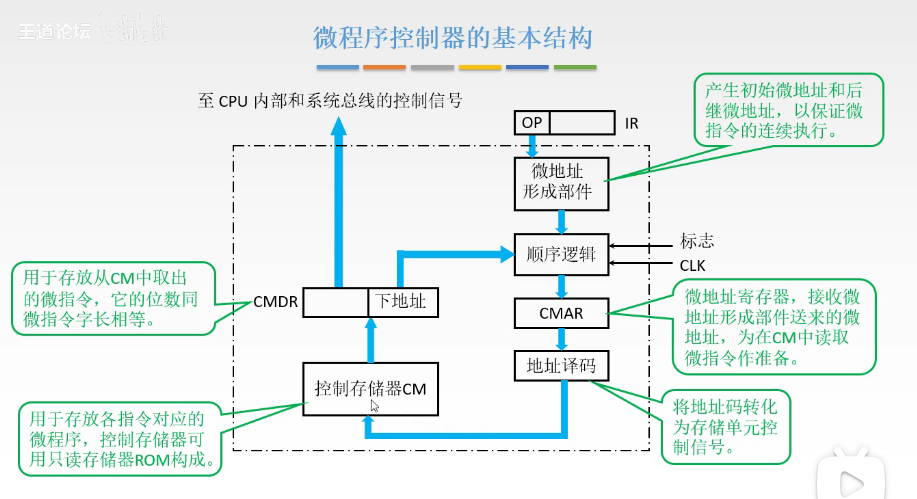 王道论坛
微程序控制器的基本结构
至 CPU 内部和系统总线的控制信号
OP
IR
产生初始微地址和后
继微地址，以保证微
指令的连续执行。
微地址
形成部件
顺序逻辑
标志
CLK
用于存放从CM中取出
的微指令，它的位数同
微指令字长相等。
CMDR
下地址
CMAR
微地址寄存器，接收微
地址形成部件送来的微
地址，为在CM中读取
微指令作准备。
地址译码
控制存储器CM
用于存放各指令对应的
微程序，控制存储器可
用只读存储器ROM构成。
将地址码转化
为存储单元控
制信号。